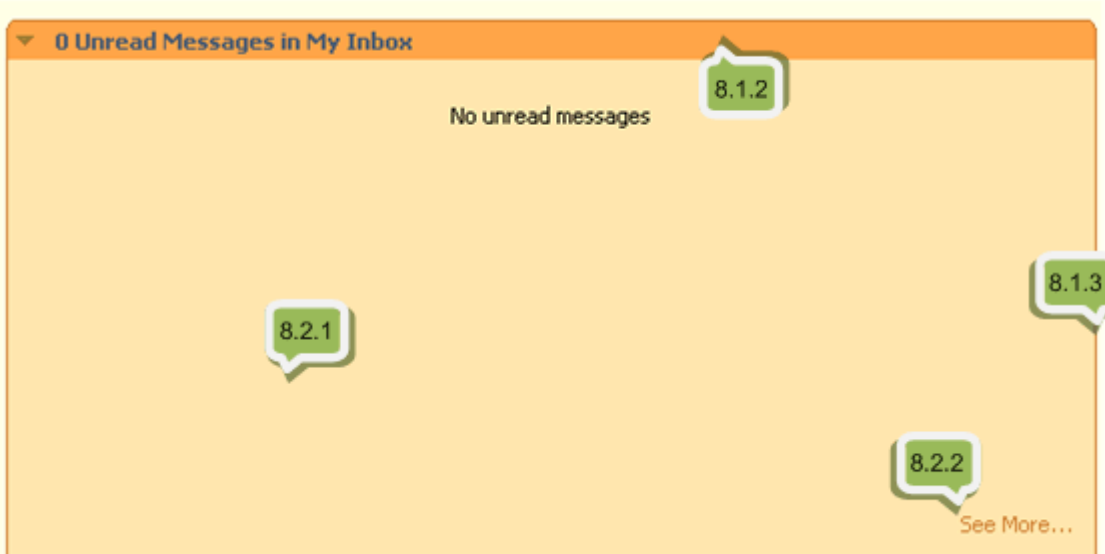 0 Unread Messages in My Inbox
8.1.2
No unread messages
8.1.3
8.2.1
8.2.2
See More...